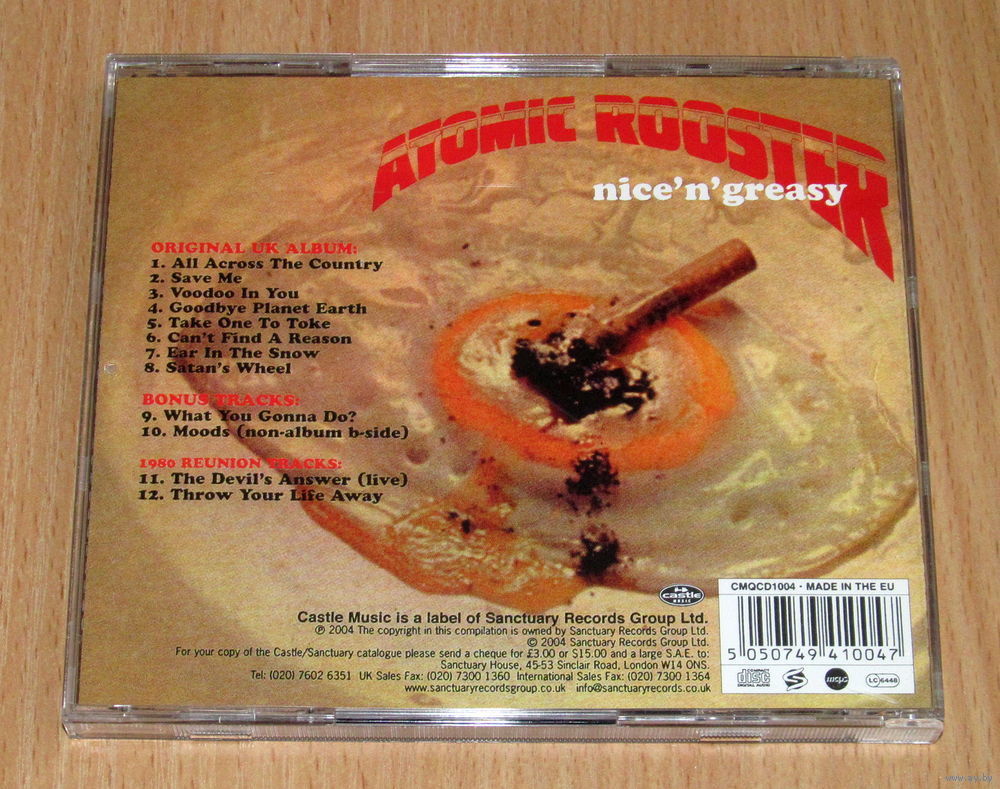 ATOMIC ROOSTER
nice'n'greasy
ORIGINAL UK ALBUM:
1. All Across The Country
2. Save Me
3. Voodoo In You
4. Goodbye Planet Earth
5. Take One To Toke
6. Can't Find A Reason
7. Ear In The Snow
8. Satan's Wheel
BONUS TRACKS:
9. What You Gonna Do?
10. Moods (non-album b-side)
1980 REUNION TRACKS:
11. The Devil's Answer (live)
12. Throw Your Life Away
castle
MUSIC
Castle Music is a label of Sanctuary Records Group Ltd.
℗ 2004 The copyright in this compilation is owned by Sanctuary Records Group Ltd.
© 2004 Sanctuary Records Group Ltd.
For your copy of the Castle/Sanctuary catalogue please send a cheque for £3.00 or $15.00 and a large S.A.E. to:
Sanctuary House, 45-53 Sinclair Road, London W14 ONS.
Tel: (020) 7602 6351 UK Sales Fax: (020) 7300 1360 International Sales Fax: (020) 7300 1364
www.sanctuaryrecordsgroup.co.uk info@sanctuaryrecords.co.uk
CMQCD1004 - MADE IN THE EU
5 050749 410047
COMPACT
disc
DIGITAL AUDIO
mcps
LC 6448
www.ay.by